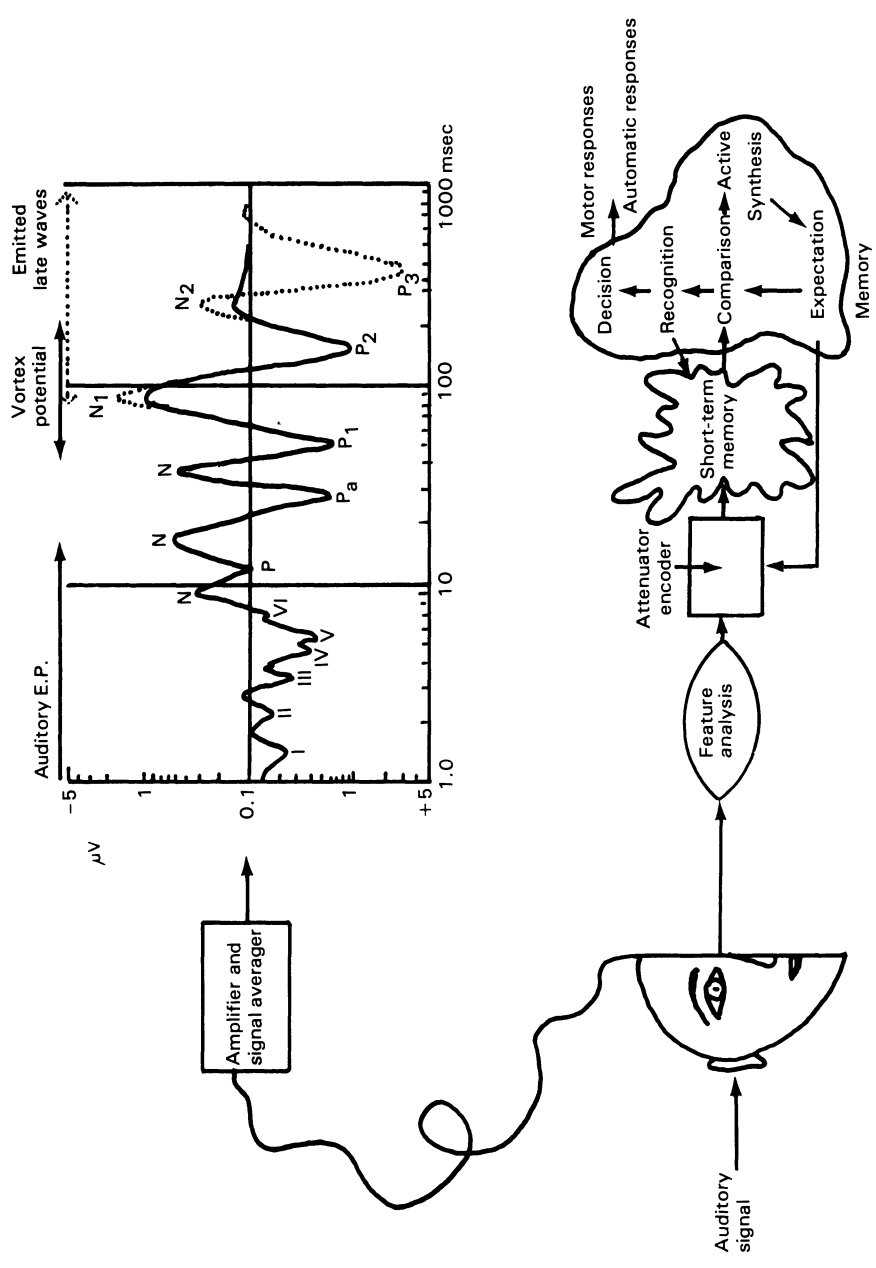 Auditory E.P.
Vortex
potential
Emitted
late waves
μV
-5
1
0.1
1
+5
I
II
III
IV
V
VI
N
P
N
Pa
N
P1
N1
P2
N2
P3
1.0
10
100
1000 msec
Amplifier and
signal averager
Auditory
signal
Feature
analysis
Attenuator
encoder
Short-term
memory
Decision
Recognition
Comparison
Active
Synthesis
Expectation
Memory
Motor responses
Automatic responses